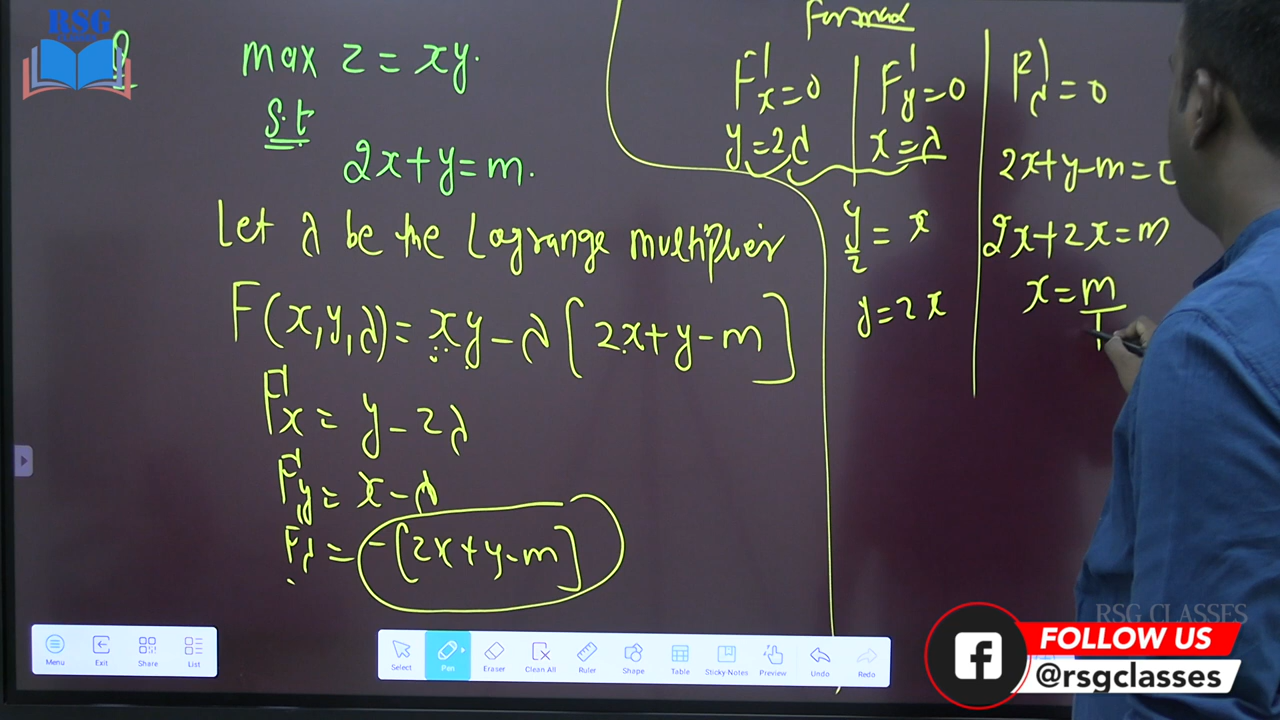 RSG
Q
max z = xy.
S.t
2x+y=m.
Let λ be the Lagrange multiplier
F(x,y,λ) = xy-λ[2x+y-m]
F'x = y-2λ
F'y = x-λ
F'λ = -[2x+y-m]
F'x=0
y=2λ
F'y=0
x=λ
y/2 = x
y=2x
F'λ=0
2x+y-m=0
2x+2x=m
x=m
Menu
Exit
Share
List
Select
Pen
Eraser
Clean All
Ruler
Shape
Table
Sticky-Notes
Preview
Undo
Redo
RSG CLASSES
FOLLOW US
@rsgclasses